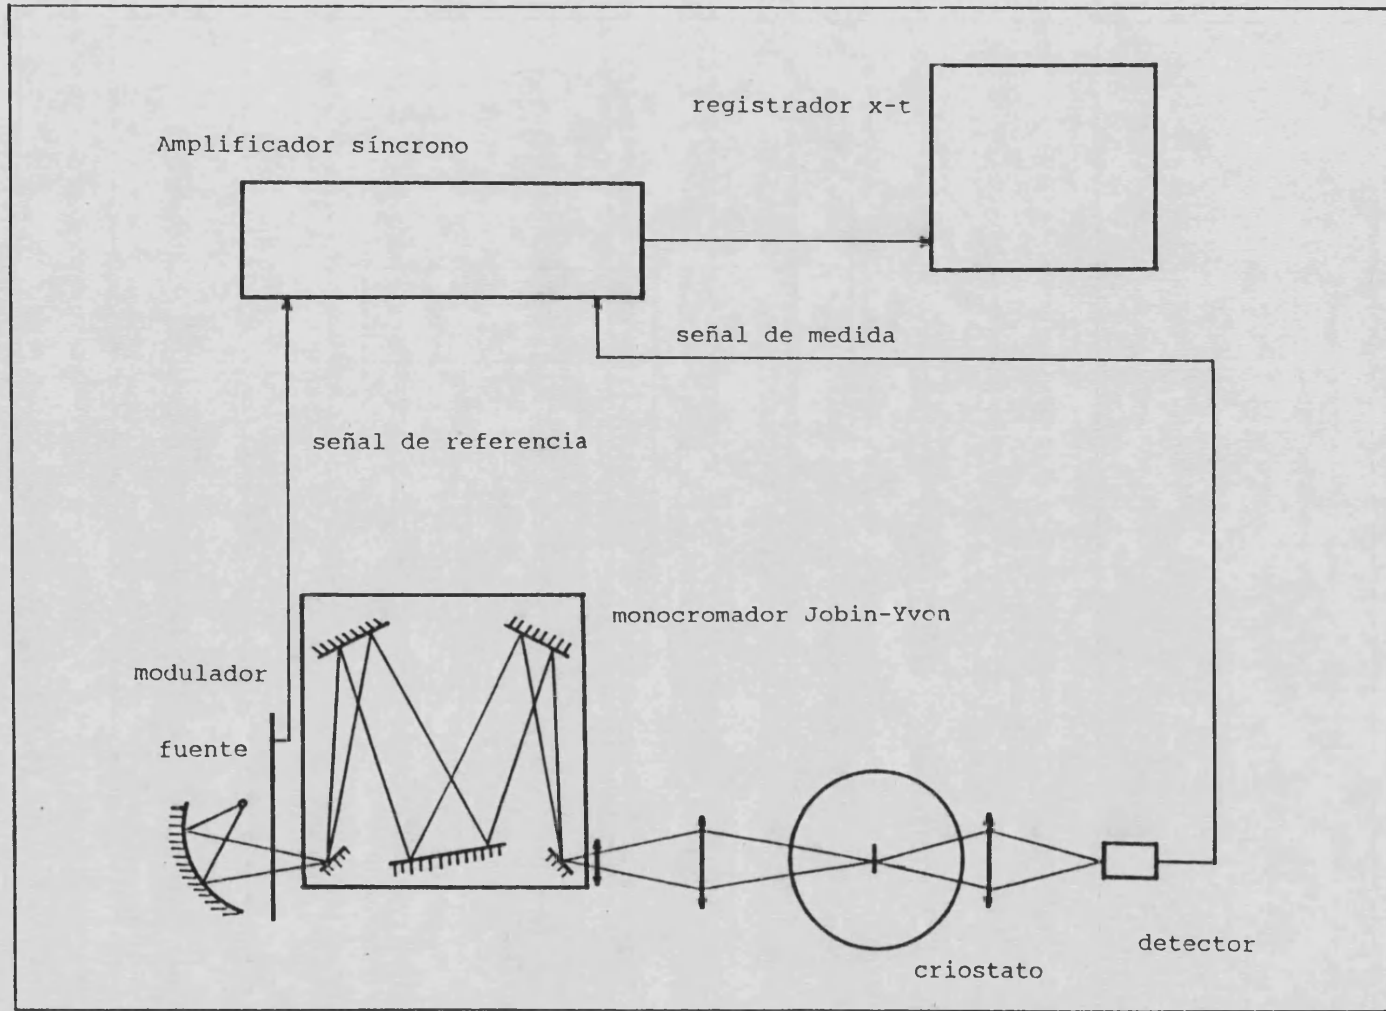 registrador x-t
Amplificador síncrono
señal de medida
señal de referencia
monocromador Jobin-Yvon
modulador
fuente
detector
criostato